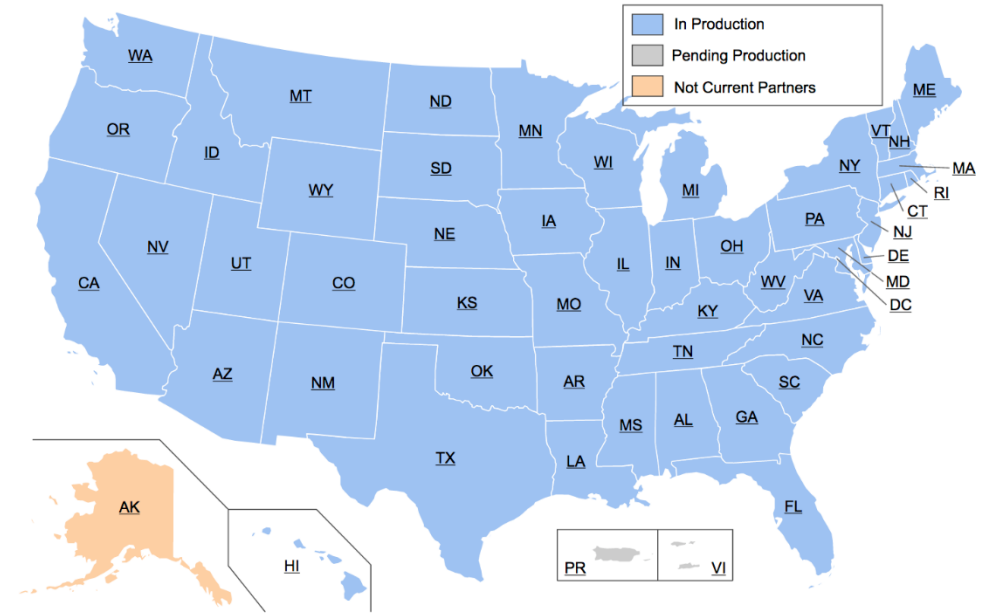 In Production
Pending Production
Not Current Partners
WA
MT
ND
MN
ME
OR
ID
WY
SD
WI
MI
VT
NH
NY
MA
RI
CT
NJ
DE
MD
DC
NV
UT
CO
NE
IA
IL
IN
OH
PA
CA
KS
MO
KY
WV
VA
AZ
NM
OK
AR
TN
NC
SC
TX
LA
MS
AL
GA
FL
AK
HI
PR
VI